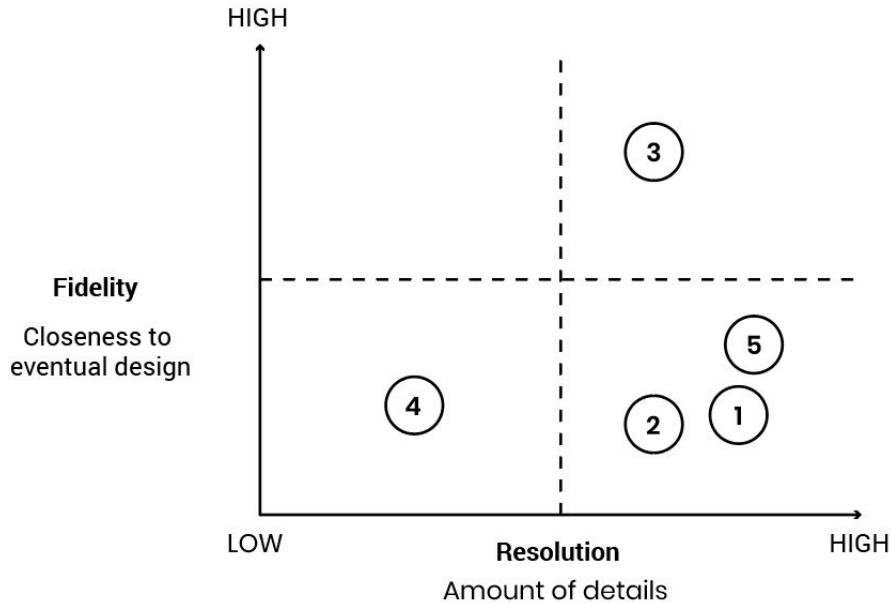 HIGH
3
Fidelity
Closeness to
eventual design
5
4
1
2
LOW
Resolution
HIGH
Amount of details